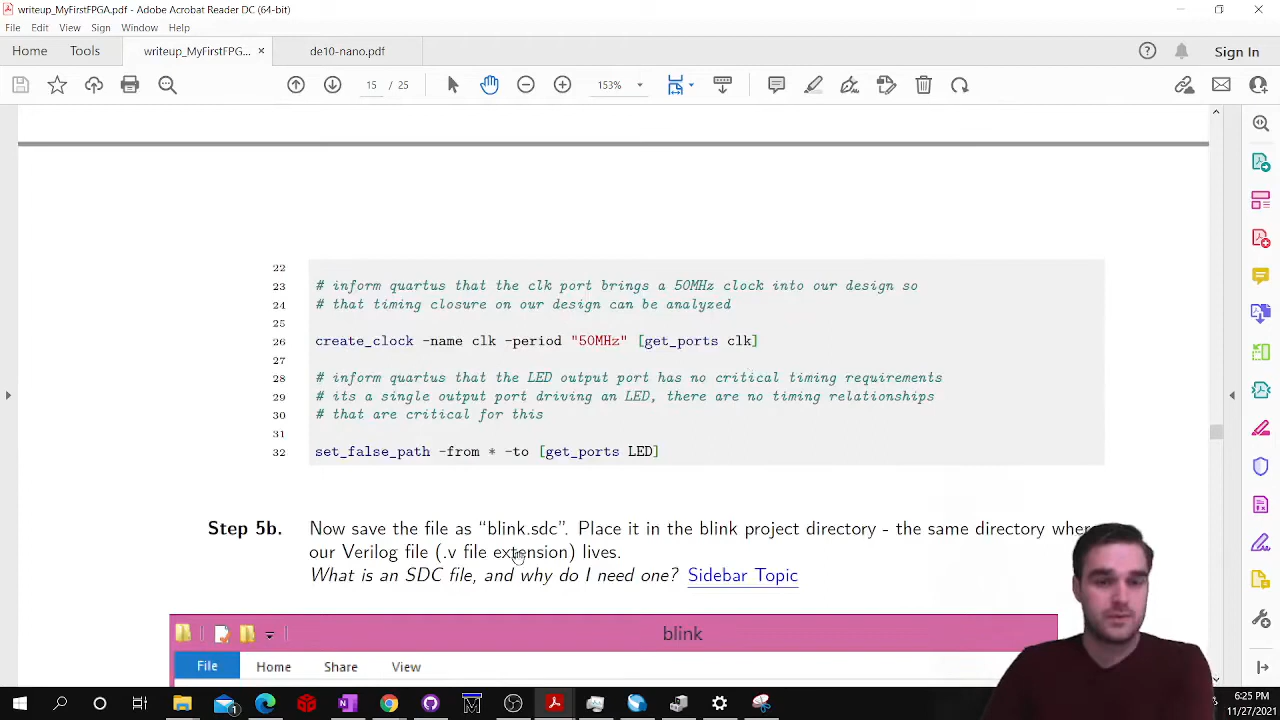 writeup_MyFirstFPGA.pdf - Adobe Acrobat Reader DC (64-bit)
File Edit View Sign Window Help
Home Tools writeup_MyFirstFPG... × de10-nano.pdf Sign In
15 / 25 153%
22
23 # inform quartus that the clk port brings a 50MHz clock into our design so
24 # that timing closure on our design can be analyzed
25
26 create_clock -name clk -period "50MHz" [get_ports clk]
27
28 # inform quartus that the LED output port has no critical timing requirements
29 # its a single output port driving an LED, there are no timing relationships
30 # that are critical for this
31
32 set_false_path -from * -to [get_ports LED]
Step 5b. Now save the file as “blink.sdc”. Place it in the blink project directory - the same directory where
our Verilog file (.v file extension) lives.
What is an SDC file, and why do I need one? Sidebar Topic
blink
File Home Share View
6:25 PM
11/27/2021